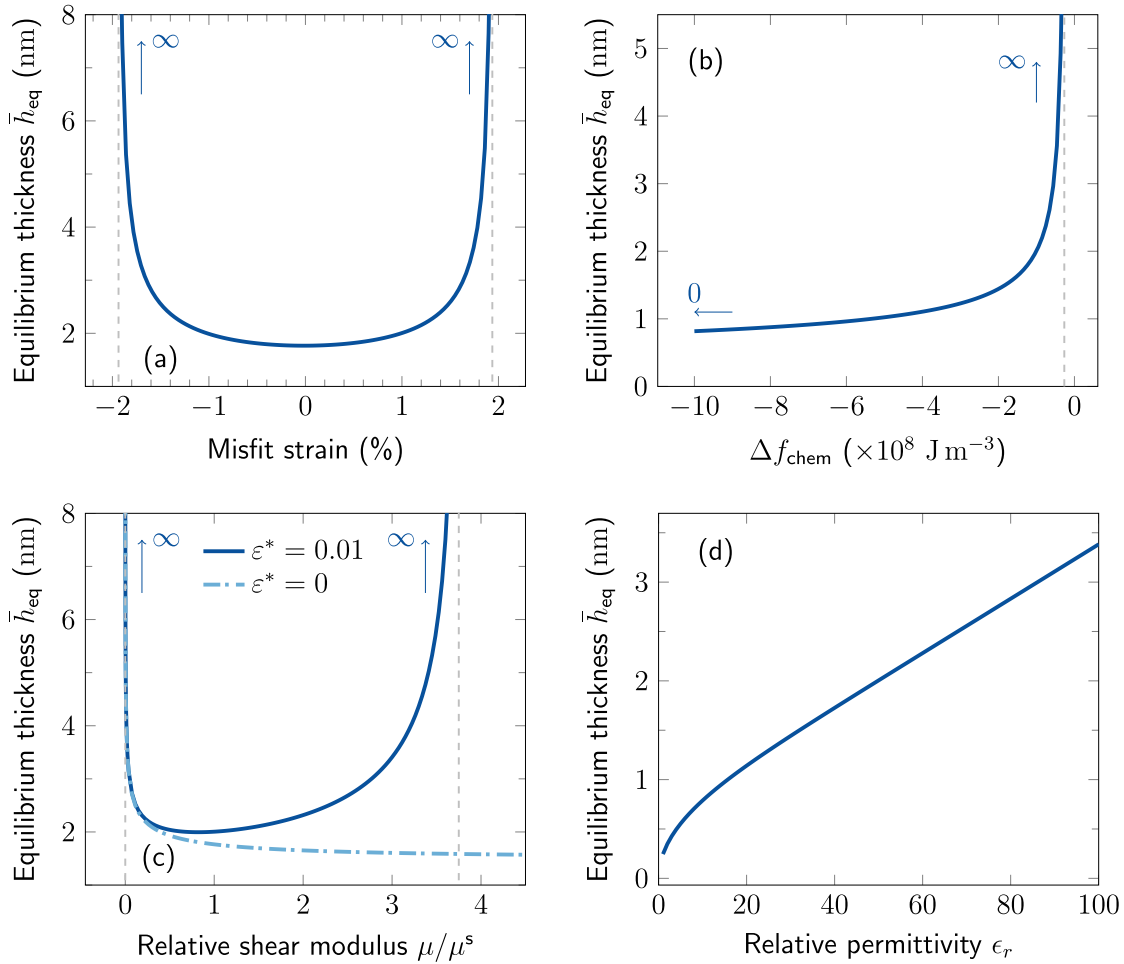 Equilibrium thickness h̄eq (nm)
8
6
4
2
∞
∞
(a)
−2 −1 0 1 2
Misfit strain (%)
Equilibrium thickness h̄eq (nm)
5
4
3
2
1
0
(b)
∞
0
−10 −8 −6 −4 −2 0
Δfchem (×10⁸ J m⁻³)
Equilibrium thickness h̄eq (nm)
8
6
4
2
∞
∞
ε* = 0.01
ε* = 0
(c)
0 1 2 3 4
Relative shear modulus μ/μˢ
Equilibrium thickness h̄eq (nm)
3
2
1
0
(d)
0 20 40 60 80 100
Relative permittivity ϵr